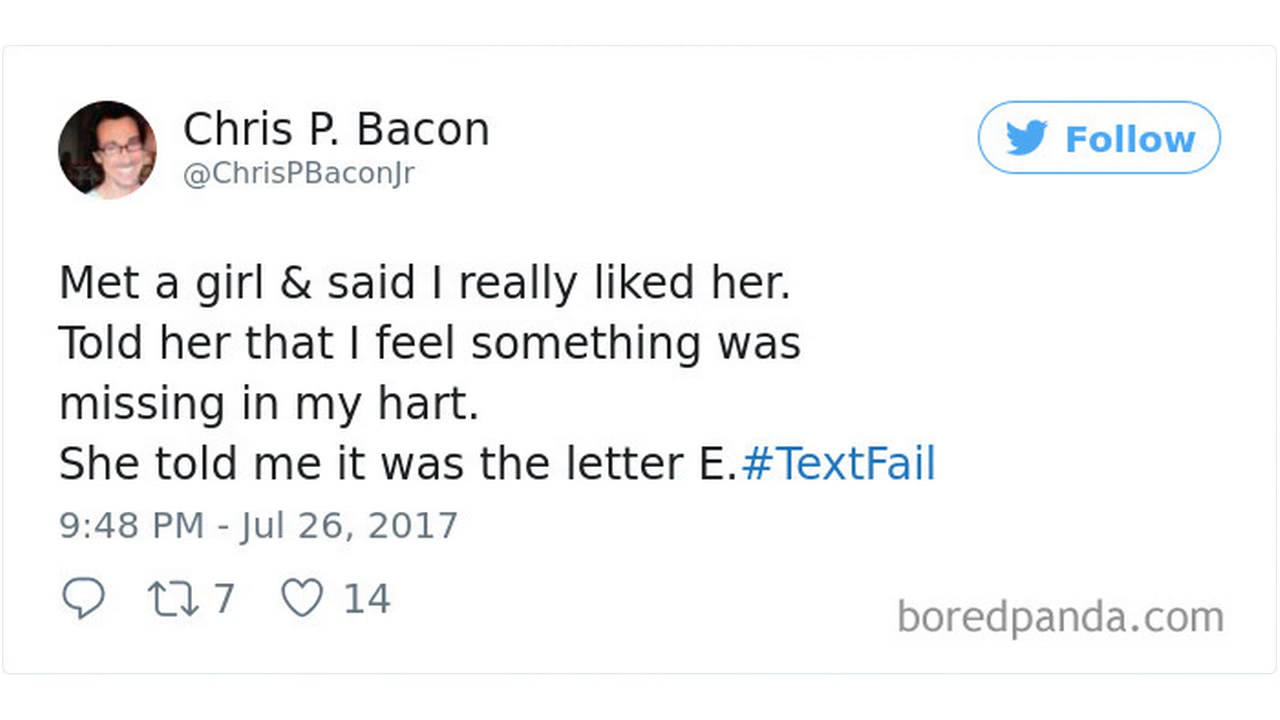 Chris P. Bacon
@ChrisPBaconJr
Follow
Met a girl & said I really liked her.
Told her that I feel something was
missing in my hart.
She told me it was the letter E.#TextFail
9:48 PM - Jul 26, 2017
7 14
boredpanda.com